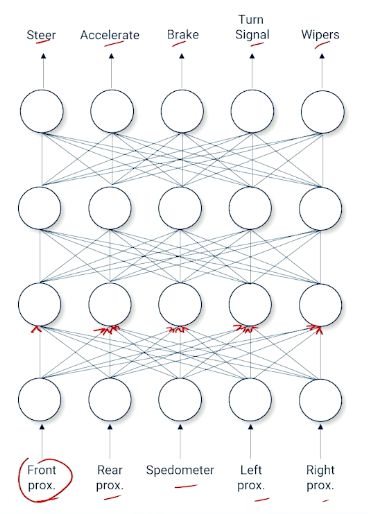 Steer Accelerate Brake Turn Signal Wipers
Front prox. Rear prox. Spedometer Left prox. Right prox.